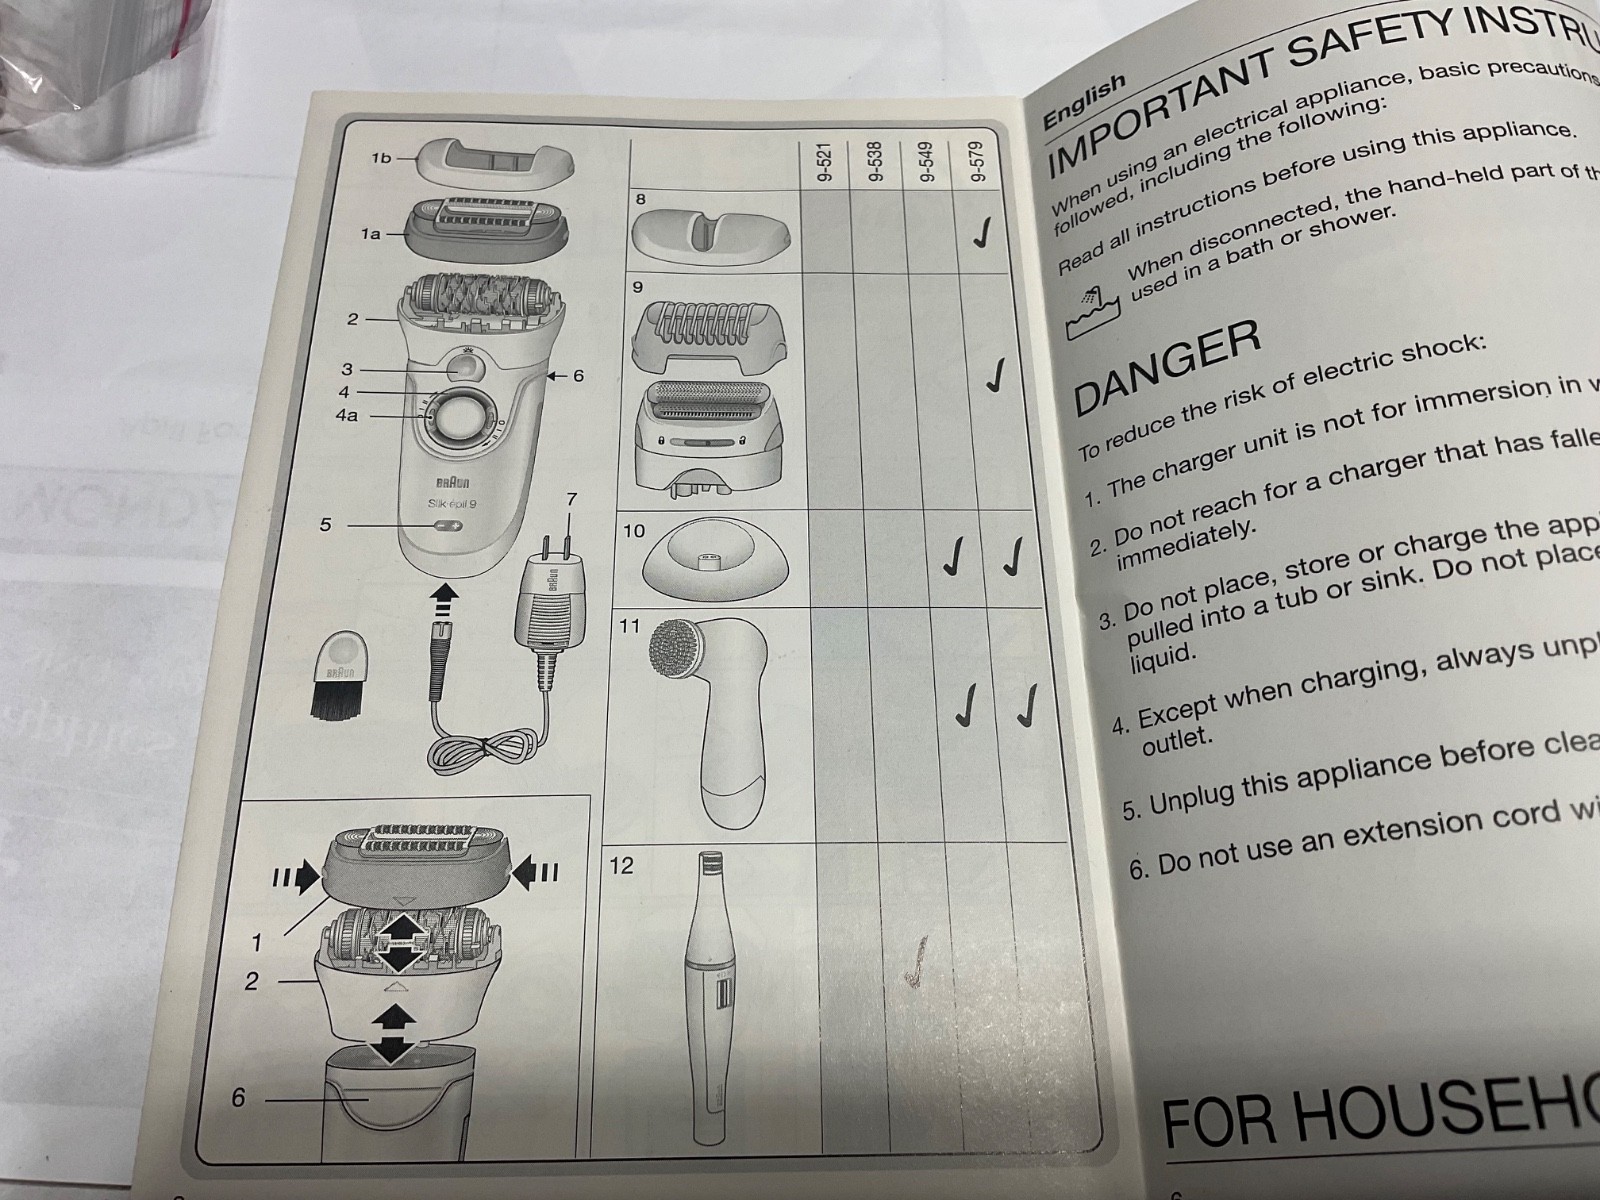 1b
1a
2
3
4
4a
6
BRAUN
Silk·épil 9
5
7
BRAUN
BRAUN
1
2
6
9-521
9-538
9-549
9-579
8
✓
9
✓
10
✓ ✓
11
✓ ✓
12
✓
English
IMPORTANT SAFETY INSTRU
When using an electrical appliance, basic precautions
followed, including the following:
Read all instructions before using this appliance.
When disconnected, the hand-held part of th
used in a bath or shower.
DANGER
To reduce the risk of electric shock:
1. The charger unit is not for immersion in w
2. Do not reach for a charger that has falle
immediately.
3. Do not place, store or charge the app
pulled into a tub or sink. Do not place
liquid.
4. Except when charging, always unpl
outlet.
5. Unplug this appliance before clea
6. Do not use an extension cord wi
FOR HOUSEHO